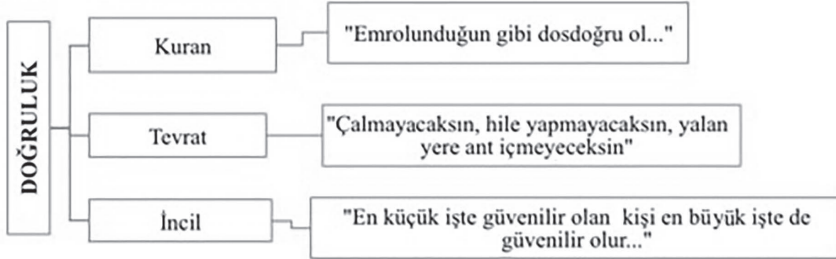 DOĞRULUK
Kuran
"Emrolunduğun gibi dosdoğru ol..."
Tevrat
"Çalmayacaksın, hile yapmayacaksın, yalan
yere ant içmeyeceksin"
İncil
"En küçük işte güvenilir olan kişi en büyük işte de
güvenilir olur..."